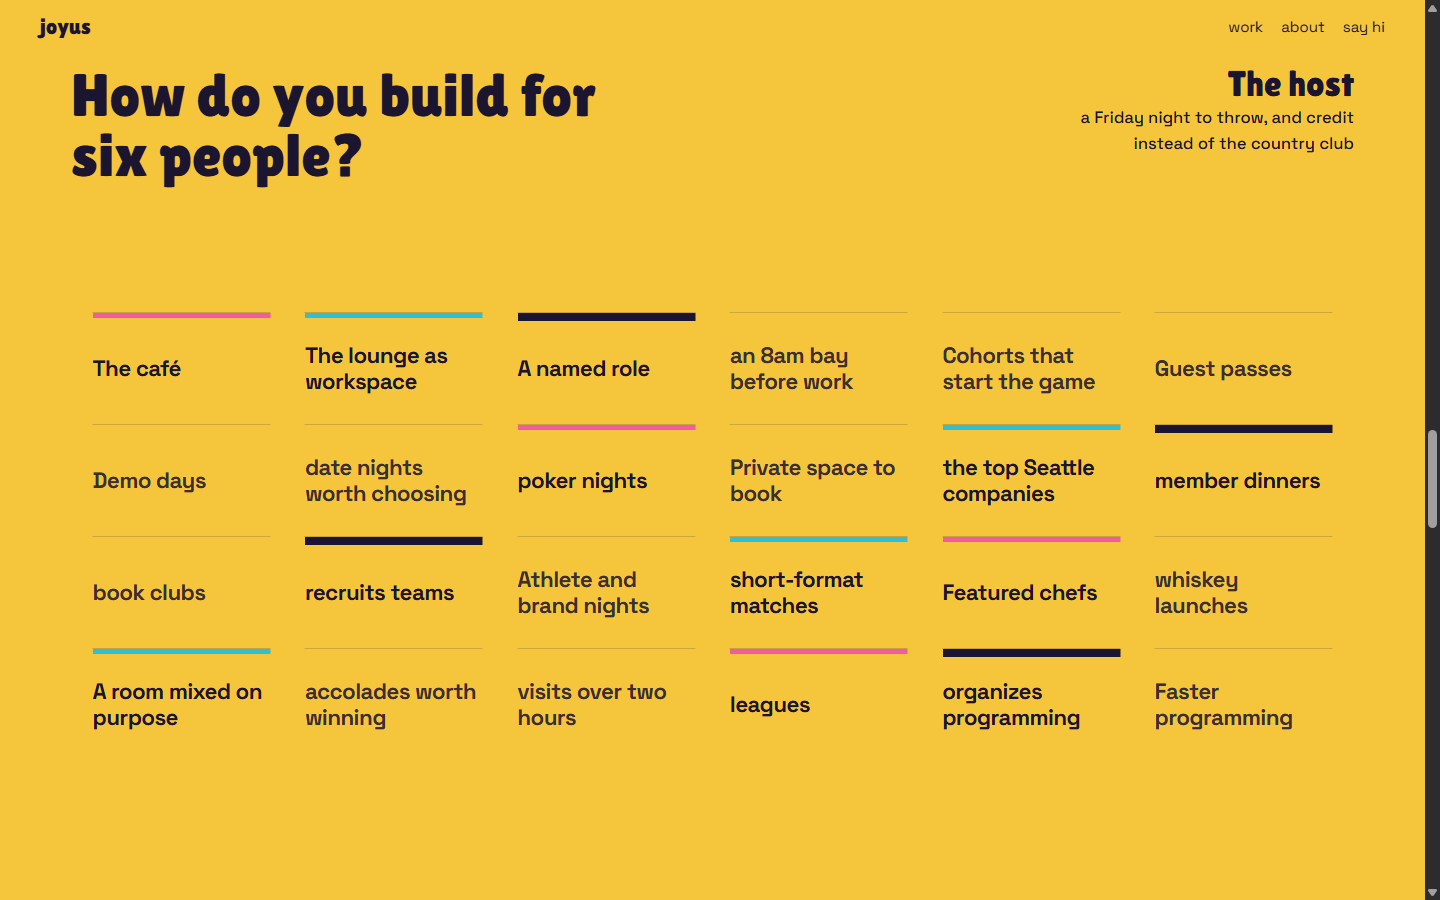 joyus
work about say hi
How do you build for
six people?
The host
a Friday night to throw, and credit
instead of the country club
The café
The lounge as
workspace
A named role
an 8am bay
before work
Cohorts that
start the game
Guest passes
Demo days
date nights
worth choosing
poker nights
Private space to
book
the top Seattle
companies
member dinners
book clubs
recruits teams
Athlete and
brand nights
short-format
matches
Featured chefs
whiskey
launches
A room mixed on
purpose
accolades worth
winning
visits over two
hours
leagues
organizes
programming
Faster
programming